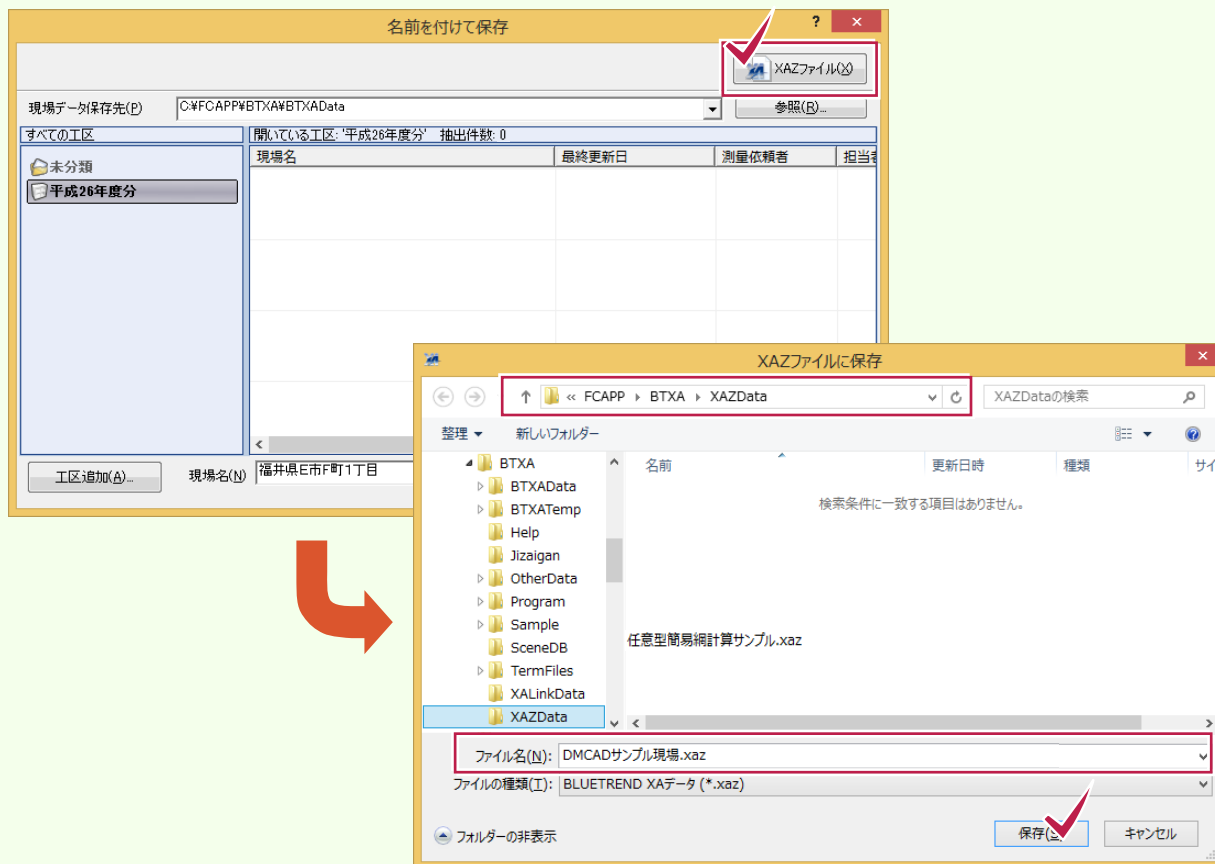 名前を付けて保存
?
XAZファイル(X)
現場データ保存先(P)
C:¥FCAPP¥BTXA¥BTXAData
参照(R)...
すべての工区
開いている工区: '平成26年度分' 抽出件数: 0
未分類
平成26年度分
現場名
最終更新日
測量依頼者
担当者
工区追加(A)...
現場名(N)
福井県E市F町1丁目
XAZファイルに保存
« FCAPP BTXA XAZData
XAZDataの検索
整理
新しいフォルダー
BTXA
BTXAData
BTXATemp
Help
Jizaigan
OtherData
Program
Sample
SceneDB
TermFiles
XALinkData
XAZData
名前
更新日時
種類
サイ
検索条件に一致する項目はありません。
任意型簡易網計算サンプル.xaz
ファイル名(N):
DMCADサンプル現場.xaz
ファイルの種類(T):
BLUETREND XAデータ (*.xaz)
フォルダーの非表示
保存(S)
キャンセル